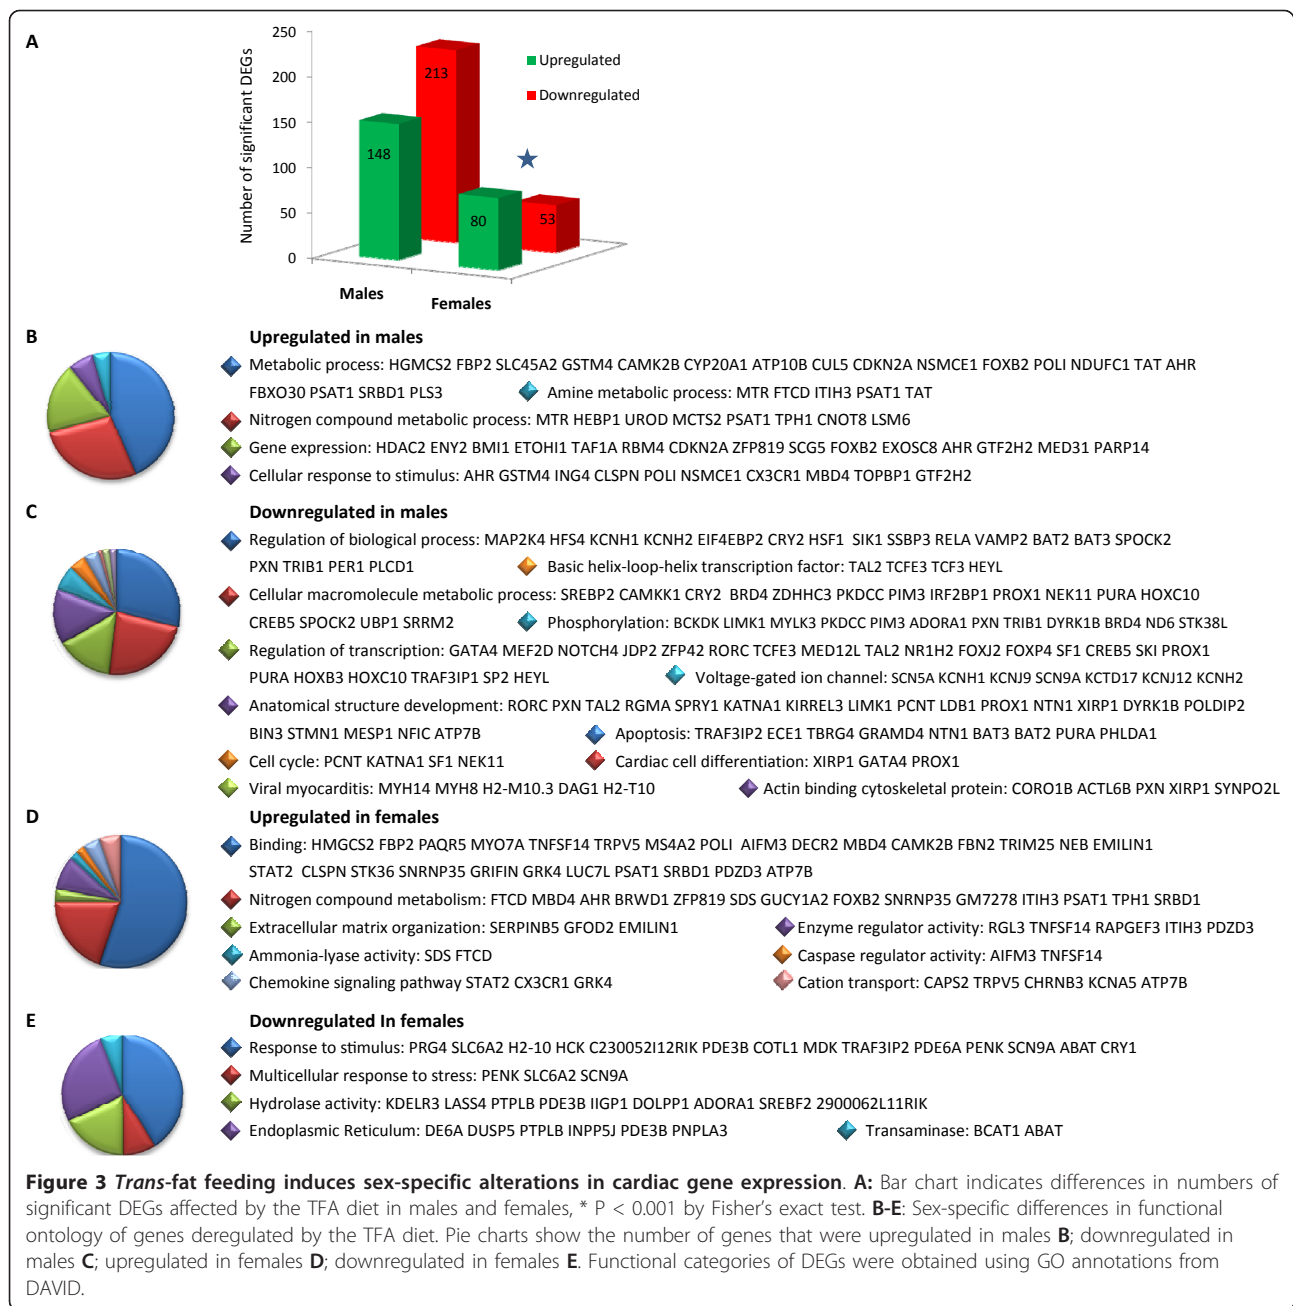 A
250
200
150
100
50
0
Number of significant DEGs
213
148
80
53
Upregulated
Downregulated
Males
Females
B
Upregulated in males
Metabolic process: HGMCS2 FBP2 SLC45A2 GSTM4 CAMK2B CYP20A1 ATP10B CUL5 CDKN2A NSMCE1 FOXB2 POLI NDUFC1 TAT AHR
FBXO30 PSAT1 SRBD1 PLS3 Amine metabolic process: MTR FTCD ITIH3 PSAT1 TAT
Nitrogen compound metabolic process: MTR HEBP1 UROD MCTS2 PSAT1 TPH1 CNOT8 LSM6
Gene expression: HDAC2 ENY2 BMI1 ETOHI1 TAF1A RBM4 CDKN2A ZFP819 SCG5 FOXB2 EXOSC8 AHR GTF2H2 MED31 PARP14
Cellular response to stimulus: AHR GSTM4 ING4 CLSPN POLI NSMCE1 CX3CR1 MBD4 TOPBP1 GTF2H2
C
Downregulated in males
Regulation of biological process: MAP2K4 HFS4 KCNH1 KCNH2 EIF4EBP2 CRY2 HSF1 SIK1 SSBP3 RELA VAMP2 BAT2 BAT3 SPOCK2
PXN TRIB1 PER1 PLCD1 Basic helix-loop-helix transcription factor: TAL2 TCFE3 TCF3 HEYL
Cellular macromolecule metabolic process: SREBP2 CAMKK1 CRY2 BRD4 ZDHHC3 PKDCC PIM3 IRF2BP1 PROX1 NEK11 PURA HOXC10
CREB5 SPOCK2 UBP1 SRRM2 Phosphorylation: BCKDK LIMK1 MYLK3 PKDCC PIM3 ADORA1 PXN TRIB1 DYRK1B BRD4 ND6 STK38L
Regulation of transcription: GATA4 MEF2D NOTCH4 JDP2 ZFP42 RORC TCFE3 MED12L TAL2 NR1H2 FOXJ2 FOXP4 SF1 CREB5 SKI PROX1
PURA HOXB3 HOXC10 TRAF3IP1 SP2 HEYL Voltage-gated ion channel: SCN5A KCNH1 KCNJ9 SCN9A KCTD17 KCNJ12 KCNH2
Anatomical structure development: RORC PXN TAL2 RGMA SPRY1 KATNA1 KIRREL3 LIMK1 PCNT LDB1 PROX1 NTN1 XIRP1 DYRK1B POLDIP2
BIN3 STMN1 MESP1 NFIC ATP7B Apoptosis: TRAF3IP2 ECE1 TBRG4 GRAMD4 NTN1 BAT3 BAT2 PURA PHLDA1
Cell cycle: PCNT KATNA1 SF1 NEK11 Cardiac cell differentiation: XIRP1 GATA4 PROX1
Viral myocarditis: MYH14 MYH8 H2-M10.3 DAG1 H2-T10 Actin binding cytoskeletal protein: CORO1B ACTL6B PXN XIRP1 SYNPO2L
D
Upregulated in females
Binding: HMGCS2 FBP2 PAQR5 MYO7A TNFSF14 TRPV5 MS4A2 POLI AIFM3 DECR2 MBD4 CAMK2B FBN2 TRIM25 NEB EMILIN1
STAT2 CLSPN STK36 SNRNP35 GRIFIN GRK4 LUC7L PSAT1 SRBD1 PDZD3 ATP7B
Nitrogen compound metabolism: FTCD MBD4 AHR BRWD1 ZFP819 SDS GUCY1A2 FOXB2 SNRNP35 GM7278 ITIH3 PSAT1 TPH1 SRBD1
Extracellular matrix organization: SERPINB5 GFOD2 EMILIN1 Enzyme regulator activity: RGL3 TNFSF14 RAPGEF3 ITIH3 PDZD3
Ammonia-lyase activity: SDS FTCD Caspase regulator activity: AIFM3 TNFSF14
Chemokine signaling pathway STAT2 CX3CR1 GRK4 Cation transport: CAPS2 TRPV5 CHRNB3 KCNA5 ATP7B
E
Downregulated In females
Response to stimulus: PRG4 SLC6A2 H2-10 HCK C230052I12RIK PDE3B COTL1 MDK TRAF3IP2 PDE6A PENK SCN9A ABAT CRY1
Multicellular response to stress: PENK SLC6A2 SCN9A
Hydrolase activity: KDELR3 LASS4 PTPLB PDE3B IIGP1 DOLPP1 ADORA1 SREBF2 2900062L11RIK
Endoplasmic Reticulum: DE6A DUSP5 PTPLB INPP5J PDE3B PNPLA3 Transaminase: BCAT1 ABAT
Figure 3 Trans-fat feeding induces sex-specific alterations in cardiac gene expression. A: Bar chart indicates differences in numbers of
significant DEGs affected by the TFA diet in males and females, * P < 0.001 by Fisher's exact test. B-E: Sex-specific differences in functional
ontology of genes deregulated by the TFA diet. Pie charts show the number of genes that were upregulated in males B; downregulated in
males C; upregulated in females D; downregulated in females E. Functional categories of DEGs were obtained using GO annotations from
DAVID.